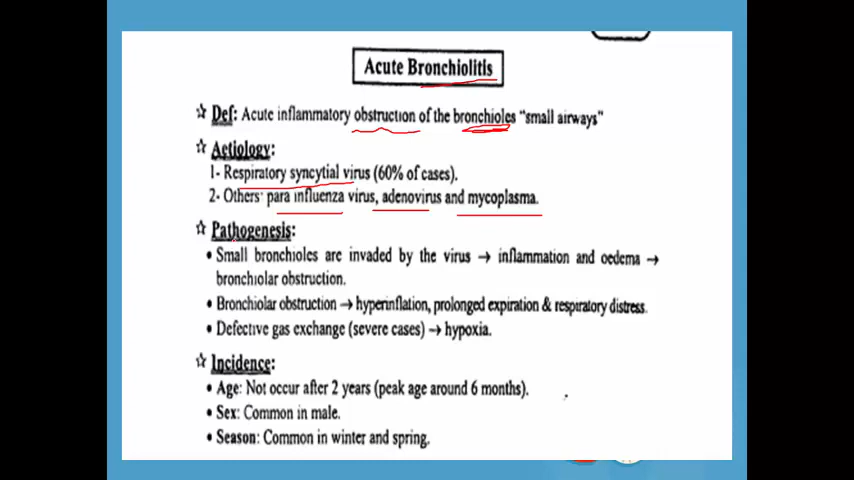 Acute Bronchiolitis
☆ Def: Acute inflammatory obstruction of the bronchioles "small airways"
☆ Aetiology:
1- Respiratory syncytial virus (60% of cases).
2- Others: para influenza virus, adenovirus and mycoplasma.
☆ Pathogenesis:
• Small bronchioles are invaded by the virus → inflammation and oedema →
bronchiolar obstruction.
• Bronchiolar obstruction → hyperinflation, prolonged expiration & respiratory distress.
• Defective gas exchange (severe cases) → hypoxia.
☆ Incidence:
• Age: Not occur after 2 years (peak age around 6 months).
• Sex: Common in male.
• Season: Common in winter and spring.